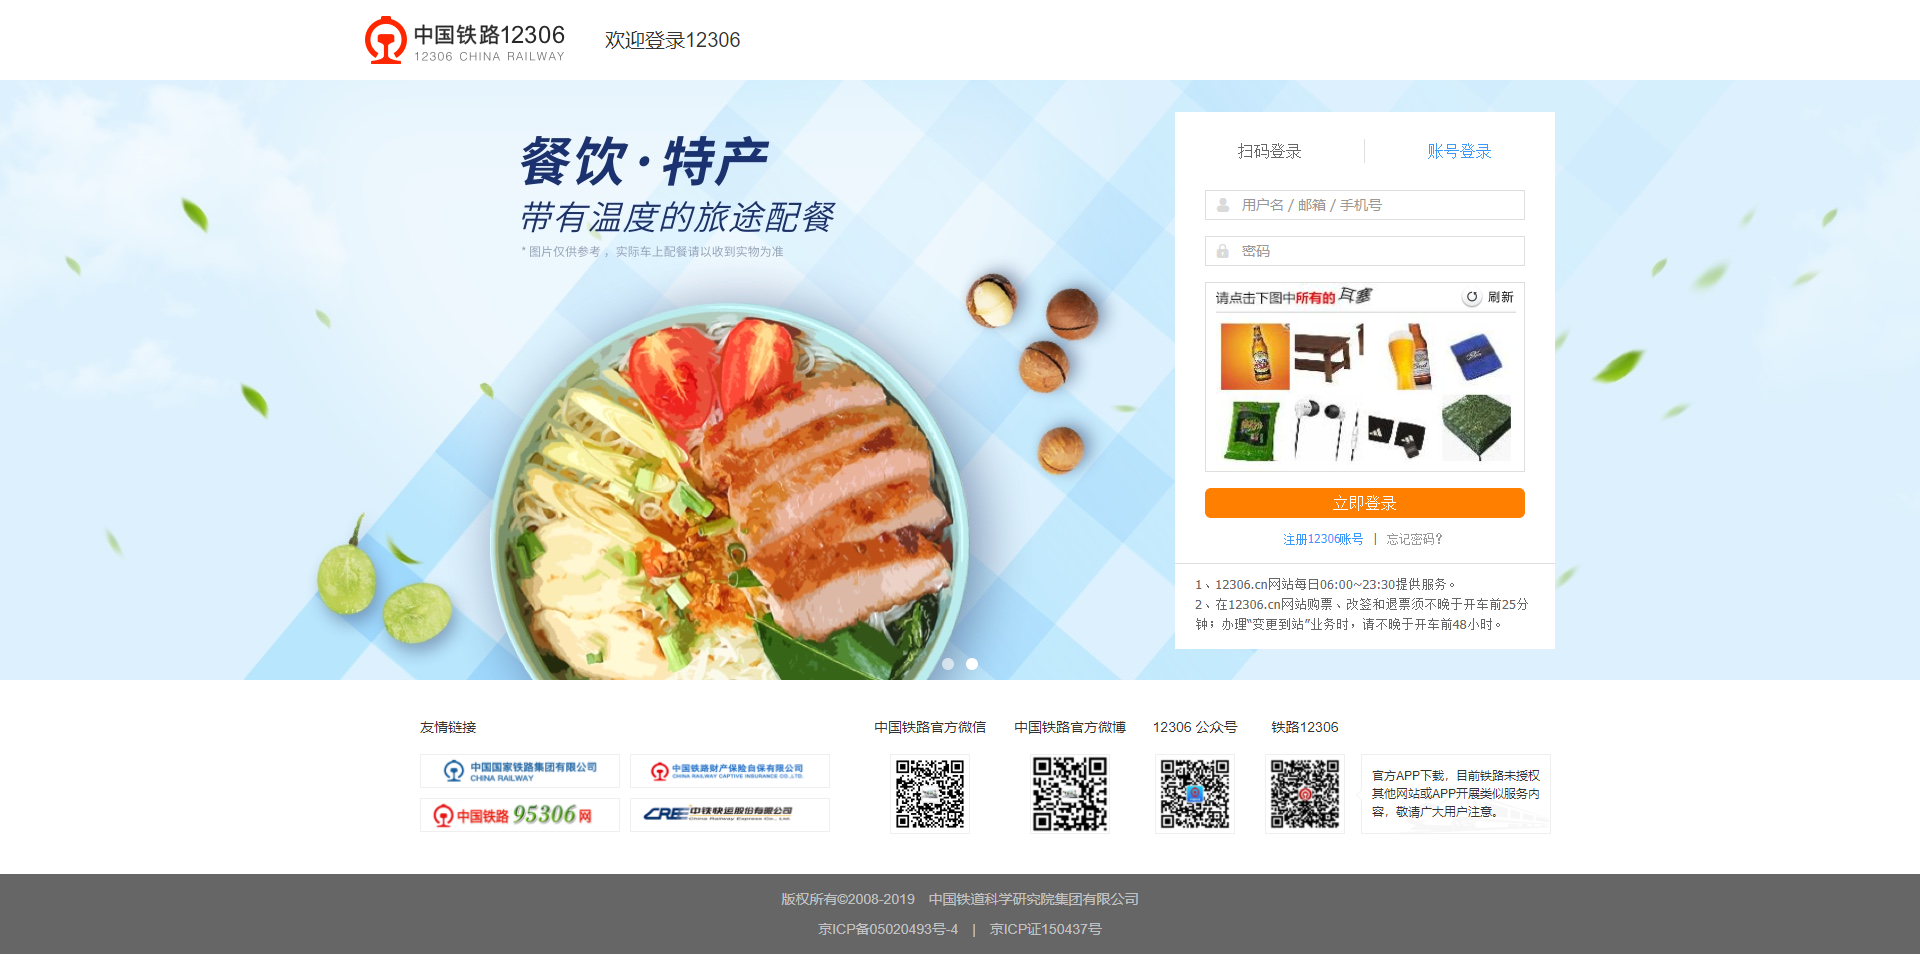 中国铁路12306
12306 CHINA RAILWAY
欢迎登录12306
餐饮·特产
带有温度的旅途配餐
* 图片仅供参考，实际车上配餐请以收到实物为准
扫码登录
账号登录
用户名 / 邮箱 / 手机号
密码
请点击下图中所有的 耳塞
刷新
立即登录
注册12306账号 | 忘记密码?
1、12306.cn网站每日06:00~23:30提供服务。
2、在12306.cn网站购票、改签和退票须不晚于开车前25分
钟；办理“变更到站”业务时，请不晚于开车前48小时。
友情链接
中国国家铁路集团有限公司
CHINA RAILWAY
中国铁路财产保险自保有限公司
CHINA RAILWAY CAPTIVE INSURANCE CO.,LTD.
中国铁路 95306 网
CREE 中铁快运股份有限公司
China Railway Express Co., Ltd.
中国铁路官方微信
中国铁路官方微博
12306 公众号
铁路12306
官方APP下载，目前铁路未授权
其他网站或APP开展类似服务内
容，敬请广大用户注意。
版权所有©2008-2019 中国铁道科学研究院集团有限公司
京ICP备05020493号-4 | 京ICP证150437号